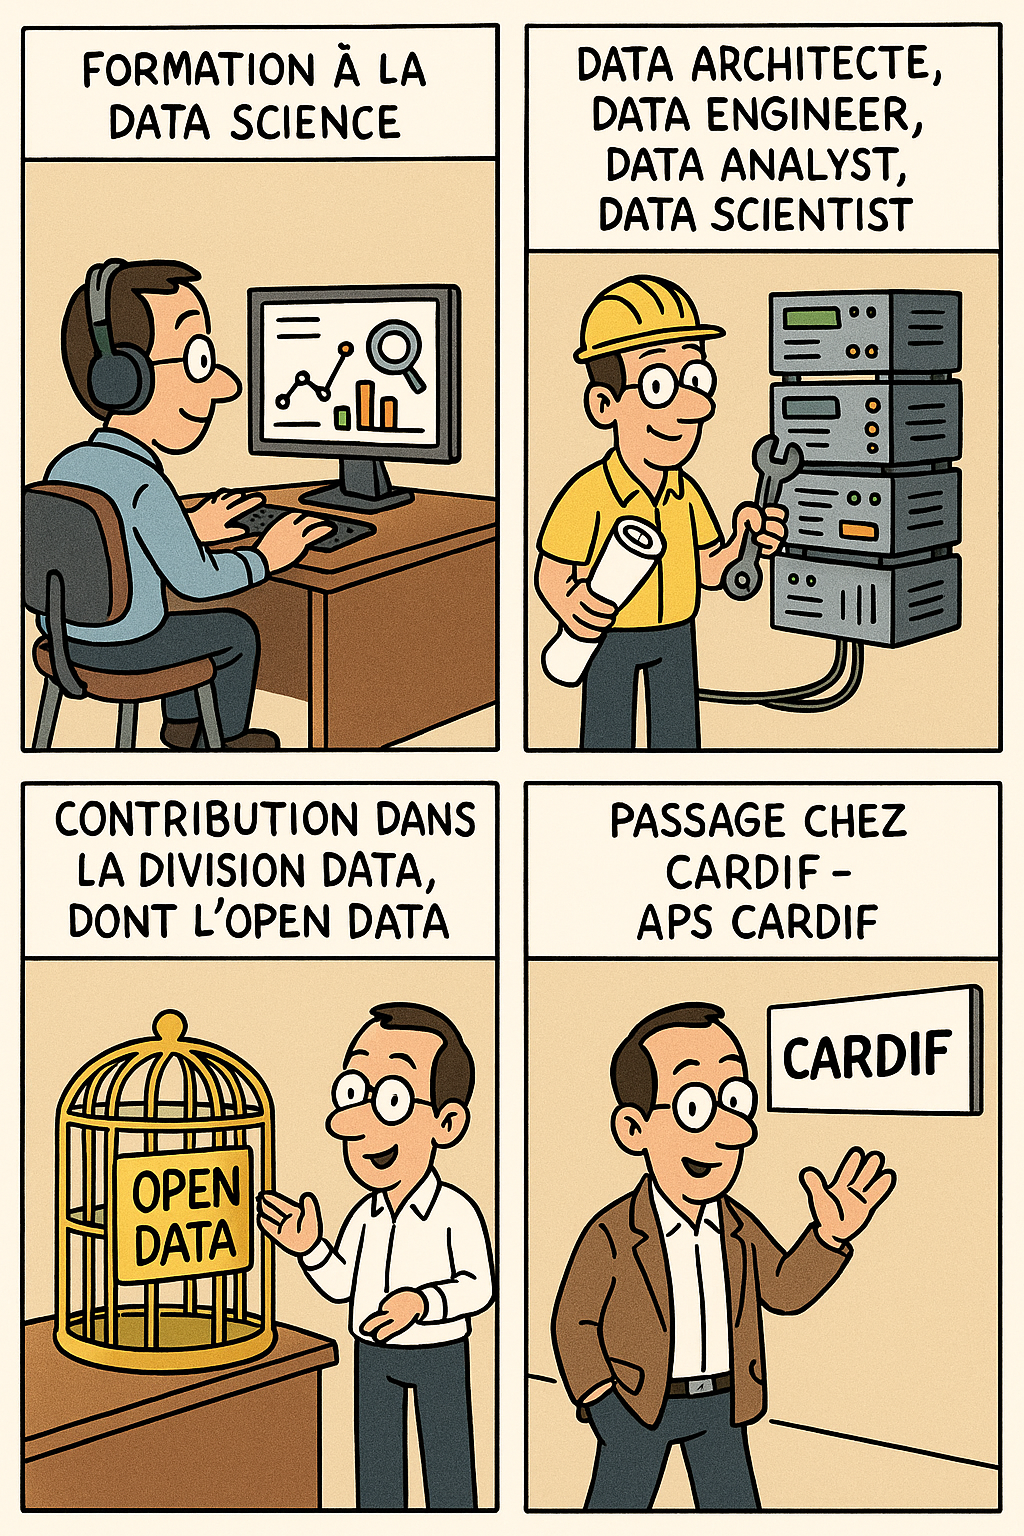 FORMATION À LA
DATA SCIENCE
DATA ARCHITECTE,
DATA ENGINEER,
DATA ANALYST,
DATA SCIENTIST
CONTRIBUTION DANS
LA DIVISION DATA,
DONT L'OPEN DATA
OPEN
DATA
PASSAGE CHEZ
CARDIF –
APS CARDIF
CARDIF